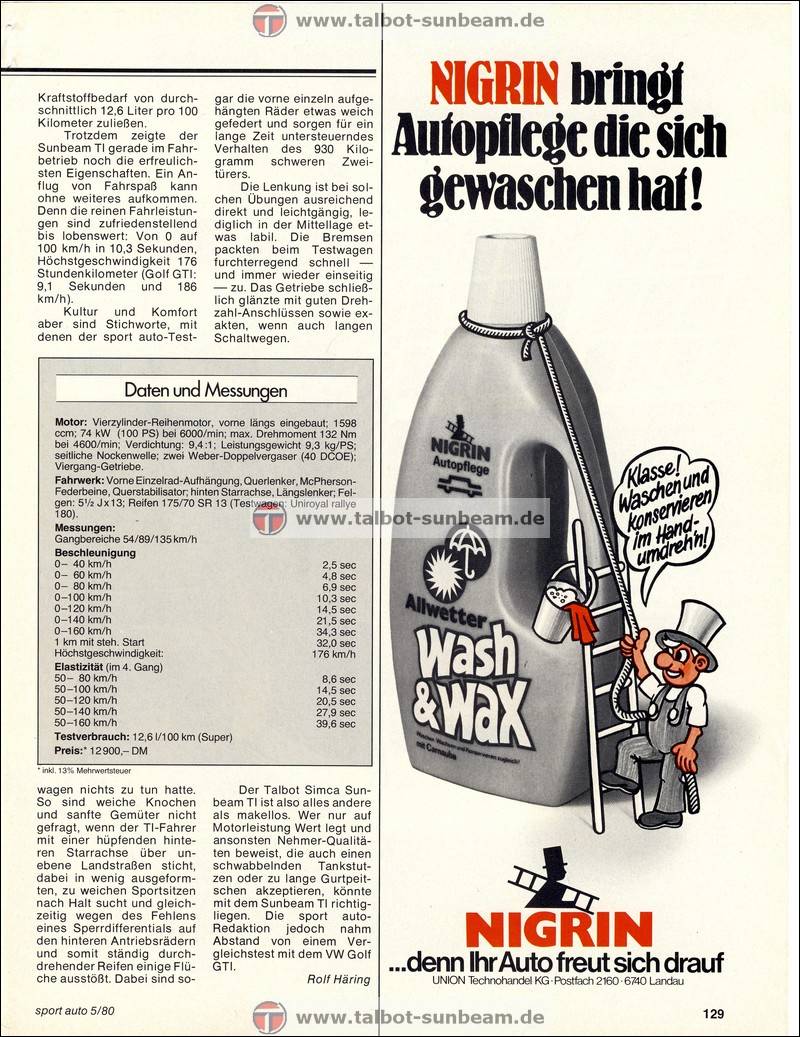 www.talbot-sunbeam.de
Kraftstoffbedarf von durch-
schnittlich 12,6 Liter pro 100
Kilometer zuließen.
Trotzdem zeigte der
Sunbeam TI gerade im Fahr-
betrieb noch die erfreulich-
sten Eigenschaften. Ein An-
flug von Fahrspaß kann
ohne weiteres aufkommen.
Denn die reinen Fahrleistun-
gen sind zufriedenstellend
bis lobenswert: Von 0 auf
100 km/h in 10,3 Sekunden,
Höchstgeschwindigkeit 176
Stundenkilometer (Golf GTI:
9,1 Sekunden und 186
km/h).
Kultur und Komfort
aber sind Stichworte, mit
denen der sport auto-Test-
gar die vorne einzeln aufge-
hängten Räder etwas weich
gefedert und sorgen für ein
lange Zeit untersteuerndes
Verhalten des 930 Kilo-
gramm schweren Zwei-
türers.
Die Lenkung ist bei sol-
chen Übungen ausreichend
direkt und leichtgängig, le-
diglich in der Mittellage et-
was labil. Die Bremsen
packten beim Testwagen
furchterregend schnell —
und immer wieder einseitig
— zu. Das Getriebe schließ-
lich glänzte mit guten Dreh-
zahl-Anschlüssen sowie ex-
akten, wenn auch langen
Schaltwegen.
Daten und Messungen
Motor: Vierzylinder-Reihenmotor, vorne längs eingebaut; 1598
ccm; 74 kW (100 PS) bei 6000/min; max. Drehmoment 132 Nm
bei 4600/min; Verdichtung: 9,4:1; Leistungsgewicht 9,3 kg/PS;
seitliche Nockenwelle; zwei Weber-Doppelvergaser (40 DCOE);
Viergang-Getriebe.
Fahrwerk: Vorne Einzelrad-Aufhängung, Querlenker, McPherson-
Federbeine, Querstabilisator; hinten Starrachse, Längslenker; Fel-
gen: 5½ J x 13; Reifen 175/70 SR 13 (Testwagen: Uniroyal rallye
180).
Messungen:
Gangbereiche 54/89/135 km/h
Beschleunigung
0– 40 km/h 2,5 sec
0– 60 km/h 4,8 sec
0– 80 km/h 6,9 sec
0–100 km/h 10,3 sec
0–120 km/h 14,5 sec
0–140 km/h 21,5 sec
0–160 km/h 34,3 sec
1 km mit steh. Start 32,0 sec
Höchstgeschwindigkeit: 176 km/h
Elastizität (im 4. Gang)
50– 80 km/h 8,6 sec
50–100 km/h 14,5 sec
50–120 km/h 20,5 sec
50–140 km/h 27,9 sec
50–160 km/h 39,6 sec
Testverbrauch: 12,6 l/100 km (Super)
Preis:* 12 900,– DM
* inkl. 13% Mehrwertsteuer
www.talbot-sunbeam.de
wagen nichts zu tun hatte.
So sind weiche Knochen
und sanfte Gemüter nicht
gefragt, wenn der TI-Fahrer
mit einer hüpfenden hinte-
ren Starrachse über un-
ebene Landstraßen sticht,
dabei in wenig ausgeform-
ten, zu weichen Sportsitzen
nach Halt sucht und gleich-
zeitig wegen des Fehlens
eines Sperrdifferentials auf
den hinteren Antriebsrädern
und somit ständig durch-
drehender Reifen einige Flü-
che ausstößt. Dabei sind so-
Der Talbot Simca Sun-
beam TI ist also alles andere
als makellos. Wer nur auf
Motorleistung Wert legt und
ansonsten Nehmer-Qualitä-
ten beweist, die auch einen
schwabbelnden Tankstut-
zen oder zu lange Gurtpeit-
schen akzeptieren, könnte
mit dem Sunbeam TI richtig-
liegen. Die sport auto-
Redaktion jedoch nahm
Abstand von einem Ver-
gleichstest mit dem VW Golf
GTI.
Rolf Häring
sport auto 5/80
NIGRIN bringt
Autopflege die sich
gewaschen hat!
NIGRIN
Autopflege
Allwetter
Wash
& Wax
Waschen, Wachsen und Konservieren zugleich!
mit Carnauba
Klasse!
Waschen und
konservieren
im Hand-
umdreh'n!
NIGRIN
...denn Ihr Auto freut sich drauf
UNION Technohandel KG · Postfach 2160 · 6740 Landau
129
www.talbot-sunbeam.de